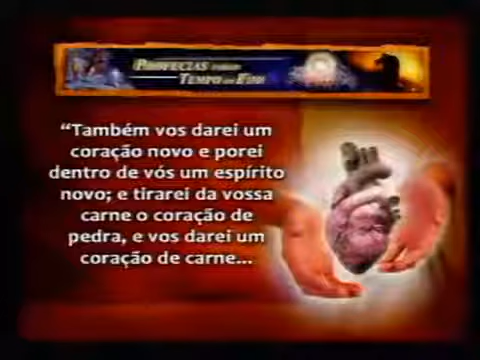 PROFECIAS PARA O
TEMPO DO FIM
“Também vos darei um
coração novo e porei
dentro de vós um espírito
novo; e tirarei da vossa
carne o coração de
pedra, e vos darei um
coração de carne...